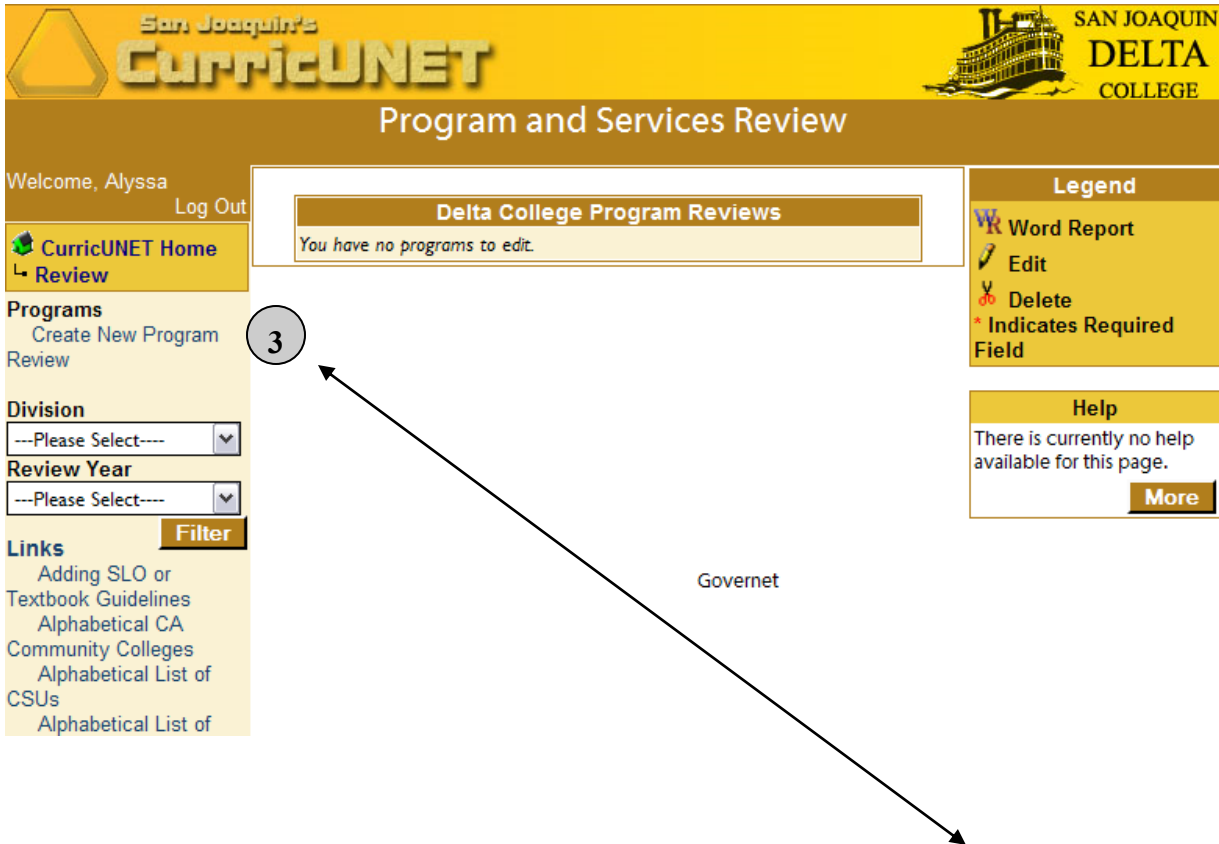 San Joaquin's
CurricUNET
SAN JOAQUIN
DELTA
COLLEGE
Program and Services Review
Welcome, Alyssa
Log Out
CurricUNET Home
Review
Programs
Create New Program
Review
3
Division
---Please Select----
Review Year
---Please Select----
Filter
Links
Adding SLO or
Textbook Guidelines
Alphabetical CA
Community Colleges
Alphabetical List of
CSUs
Alphabetical List of
Delta College Program Reviews
You have no programs to edit.
Governet
Legend
WR Word Report
Edit
Delete
* Indicates Required
Field
Help
There is currently no help
available for this page.
More